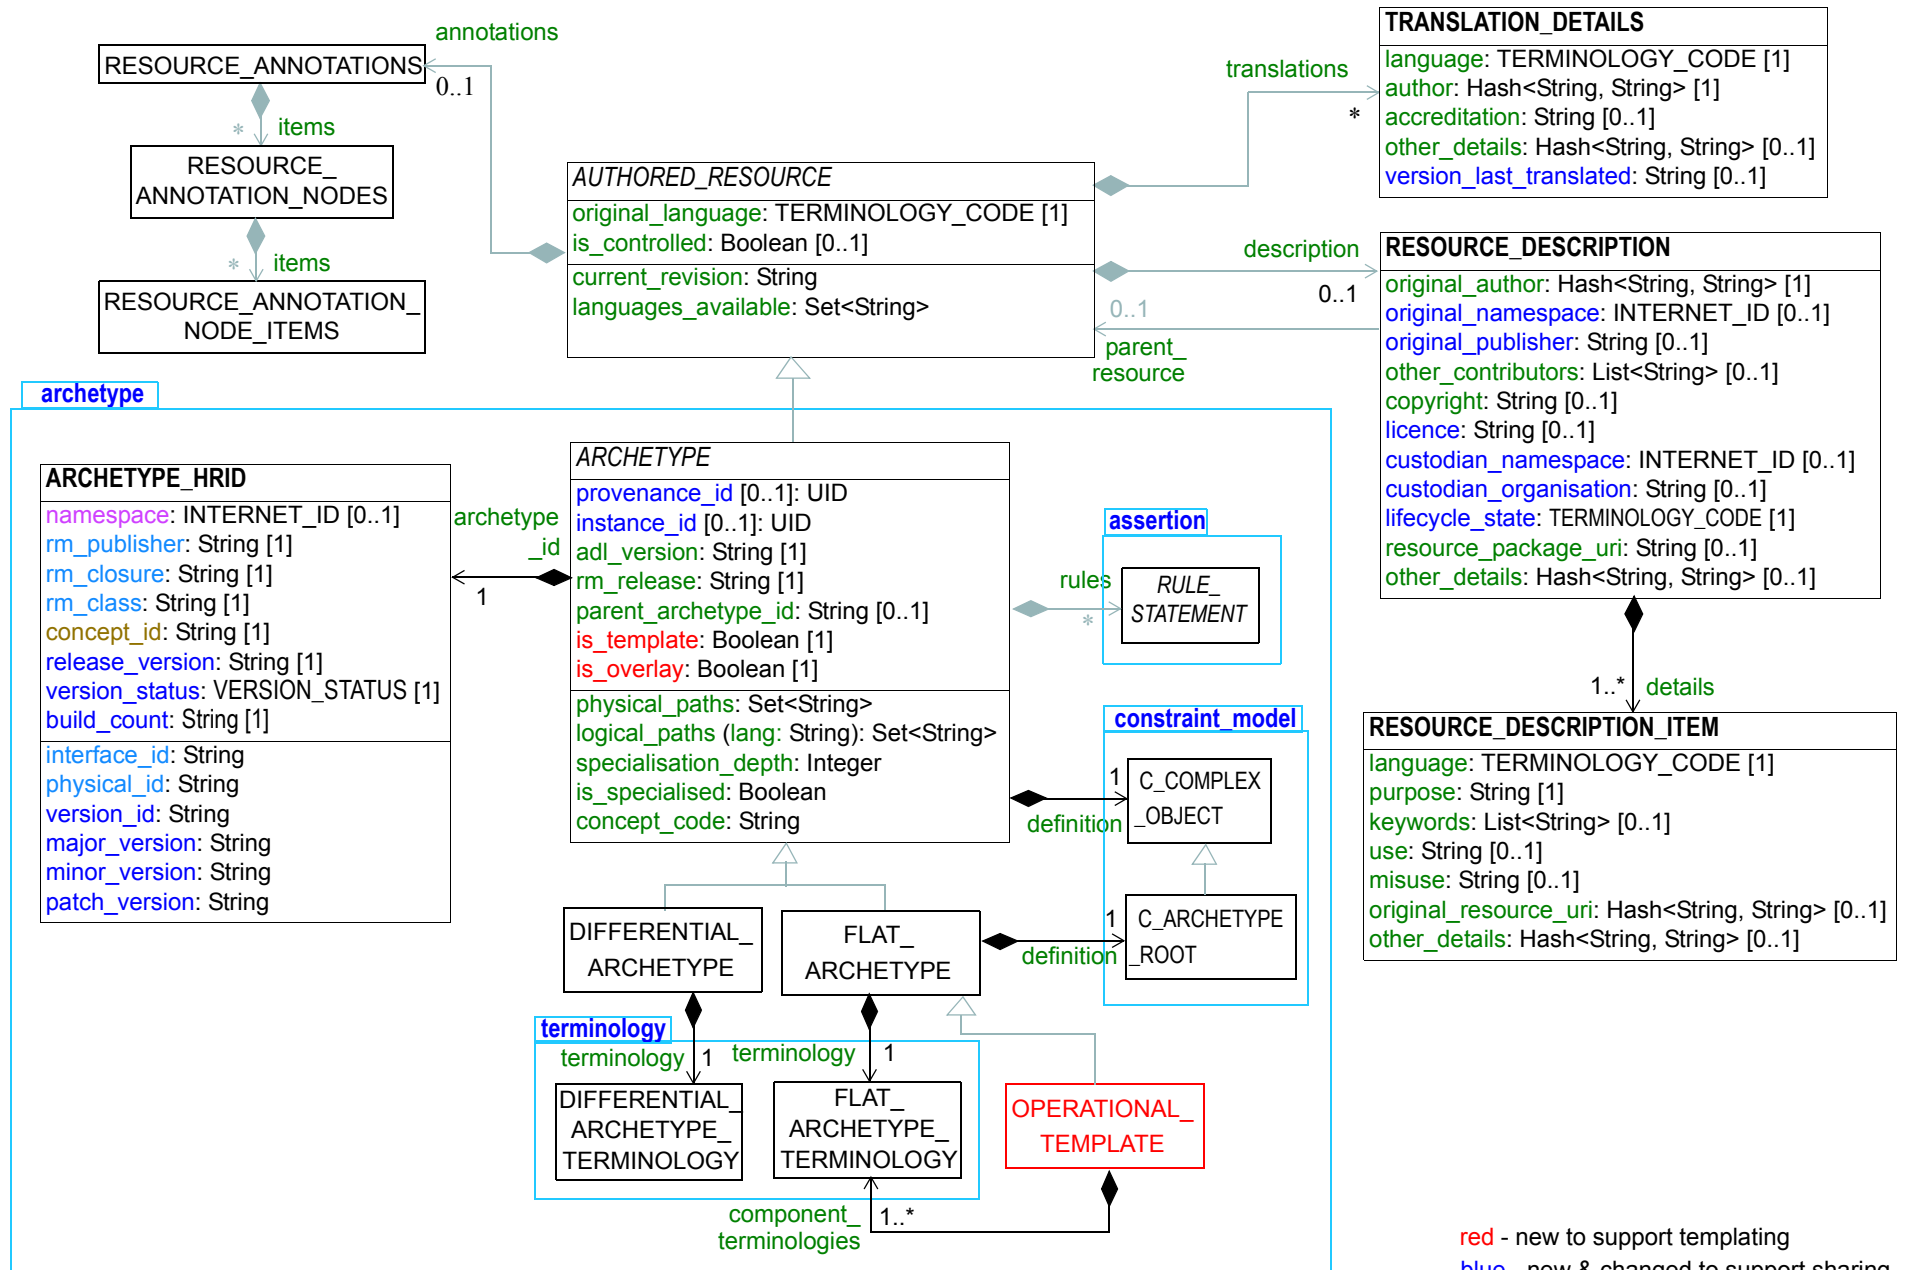 annotations
RESOURCE_ANNOTATIONS
0..1
* items
RESOURCE_
ANNOTATION_NODES
* items
RESOURCE_ANNOTATION_
NODE_ITEMS
AUTHORED_RESOURCE
original_language: TERMINOLOGY_CODE [1]
is_controlled: Boolean [0..1]
current_revision: String
languages_available: Set<String>
translations
*
TRANSLATION_DETAILS
language: TERMINOLOGY_CODE [1]
author: Hash<String, String> [1]
accreditation: String [0..1]
other_details: Hash<String, String> [0..1]
version_last_translated: String [0..1]
description
0..1
0..1
parent_
resource
RESOURCE_DESCRIPTION
original_author: Hash<String, String> [1]
original_namespace: INTERNET_ID [0..1]
original_publisher: String [0..1]
other_contributors: List<String> [0..1]
copyright: String [0..1]
licence: String [0..1]
custodian_namespace: INTERNET_ID [0..1]
custodian_organisation: String [0..1]
lifecycle_state: TERMINOLOGY_CODE [1]
resource_package_uri: String [0..1]
other_details: Hash<String, String> [0..1]
1..* details
RESOURCE_DESCRIPTION_ITEM
language: TERMINOLOGY_CODE [1]
purpose: String [1]
keywords: List<String> [0..1]
use: String [0..1]
misuse: String [0..1]
original_resource_uri: Hash<String, String> [0..1]
other_details: Hash<String, String> [0..1]
archetype
ARCHETYPE_HRID
namespace: INTERNET_ID [0..1]
rm_publisher: String [1]
rm_closure: String [1]
rm_class: String [1]
concept_id: String [1]
release_version: String [1]
version_status: VERSION_STATUS [1]
build_count: String [1]
interface_id: String
physical_id: String
version_id: String
major_version: String
minor_version: String
patch_version: String
archetype
_id
1
ARCHETYPE
provenance_id [0..1]: UID
instance_id [0..1]: UID
adl_version: String [1]
rm_release: String [1]
parent_archetype_id: String [0..1]
is_template: Boolean [1]
is_overlay: Boolean [1]
physical_paths: Set<String>
logical_paths (lang: String): Set<String>
specialisation_depth: Integer
is_specialised: Boolean
concept_code: String
assertion
rules
*
RULE_
STATEMENT
constraint_model
1
definition
C_COMPLEX
_OBJECT
1
definition
C_ARCHETYPE
_ROOT
DIFFERENTIAL_
ARCHETYPE
FLAT_
ARCHETYPE
terminology
terminology 1
terminology 1
DIFFERENTIAL_
ARCHETYPE_
TERMINOLOGY
FLAT_
ARCHETYPE_
TERMINOLOGY
OPERATIONAL_
TEMPLATE
component_
terminologies
1..*
red - new to support templating
blue - new & changed to support sharing